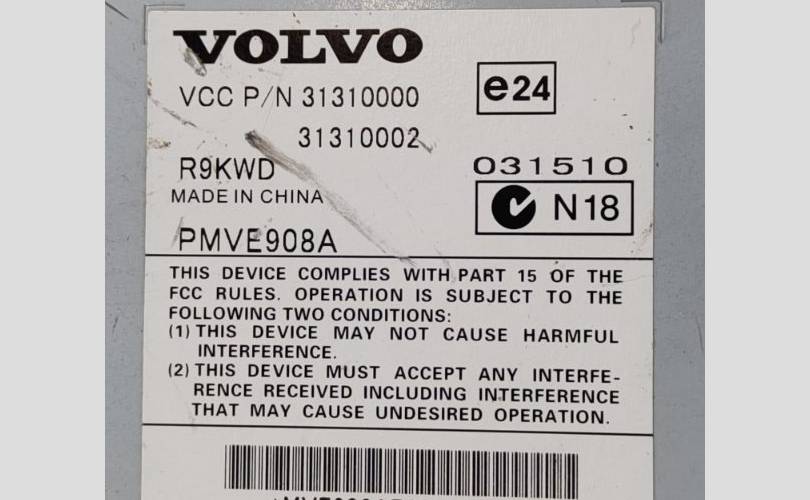 VOLVO
VCC P/N 31310000
e24
31310002
R9KWD
031510
MADE IN CHINA
N18
PMVE908A
THIS DEVICE COMPLIES WITH PART 15 OF THE
FCC RULES. OPERATION IS SUBJECT TO THE
FOLLOWING TWO CONDITIONS:
(1) THIS DEVICE MAY NOT CAUSE HARMFUL
INTERFERENCE.
(2) THIS DEVICE MUST ACCEPT ANY INTERFE-
RENCE RECEIVED INCLUDING INTERFERENCE
THAT MAY CAUSE UNDESIRED OPERATION.